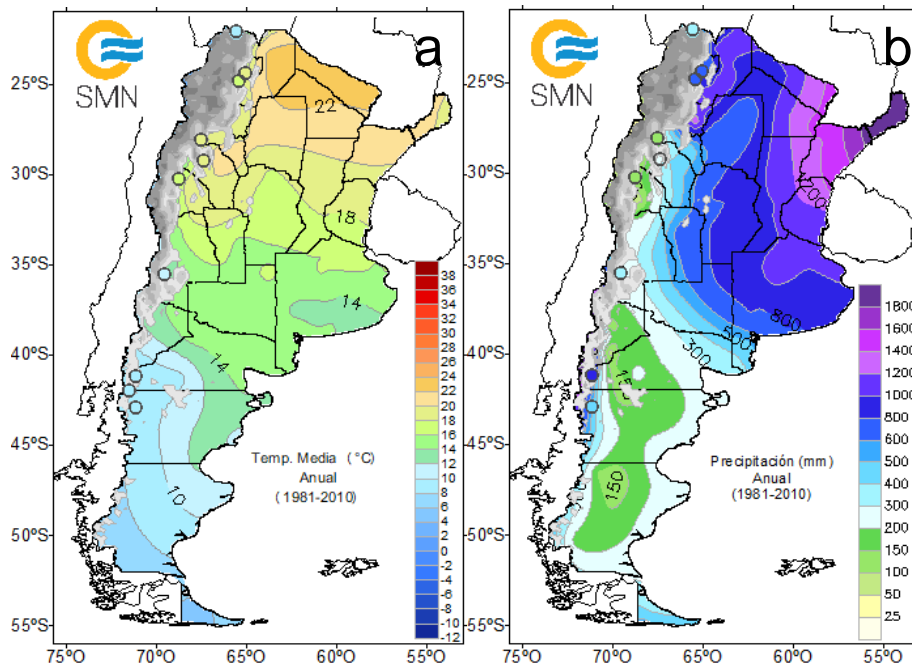 a
SMN
25ºS
30ºS
35ºS
40ºS
45ºS
50ºS
55ºS
22
18
14
14
10
Temp. Media (°C)
Anual
(1981-2010)
38
36
34
32
30
28
26
24
22
20
18
16
14
12
10
8
6
4
2
0
-2
-4
-6
-8
-10
-12
75ºO 70ºO 65ºO 60ºO 55ºO
b
SMN
25ºS
30ºS
35ºS
40ºS
45ºS
50ºS
55ºS
800
500
300
150
Precipitación (mm)
Anual
(1981-2010)
1800
1600
1400
1200
1000
800
600
500
400
300
200
150
100
50
25
75ºO 70ºO 65ºO 60ºO 55ºO